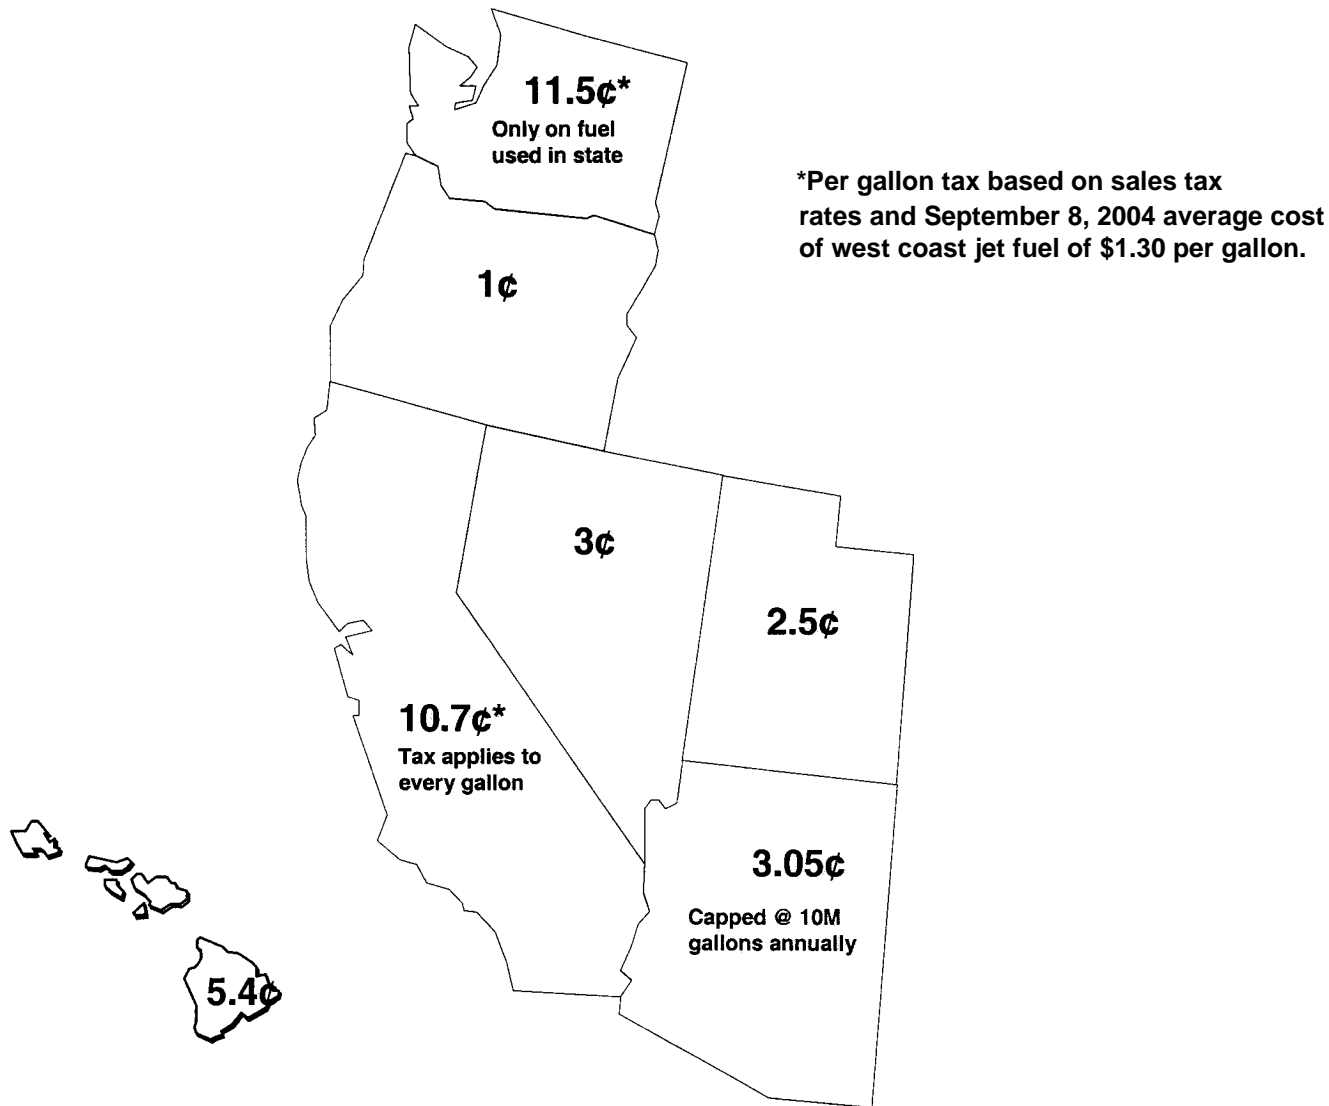 11.5¢*
Only on fuel
used in state
*Per gallon tax based on sales tax
rates and September 8, 2004 average cost
of west coast jet fuel of $1.30 per gallon.
1¢
3¢
2.5¢
10.7¢*
Tax applies to
every gallon
3.05¢
Capped @ 10M
gallons annually
5.4¢